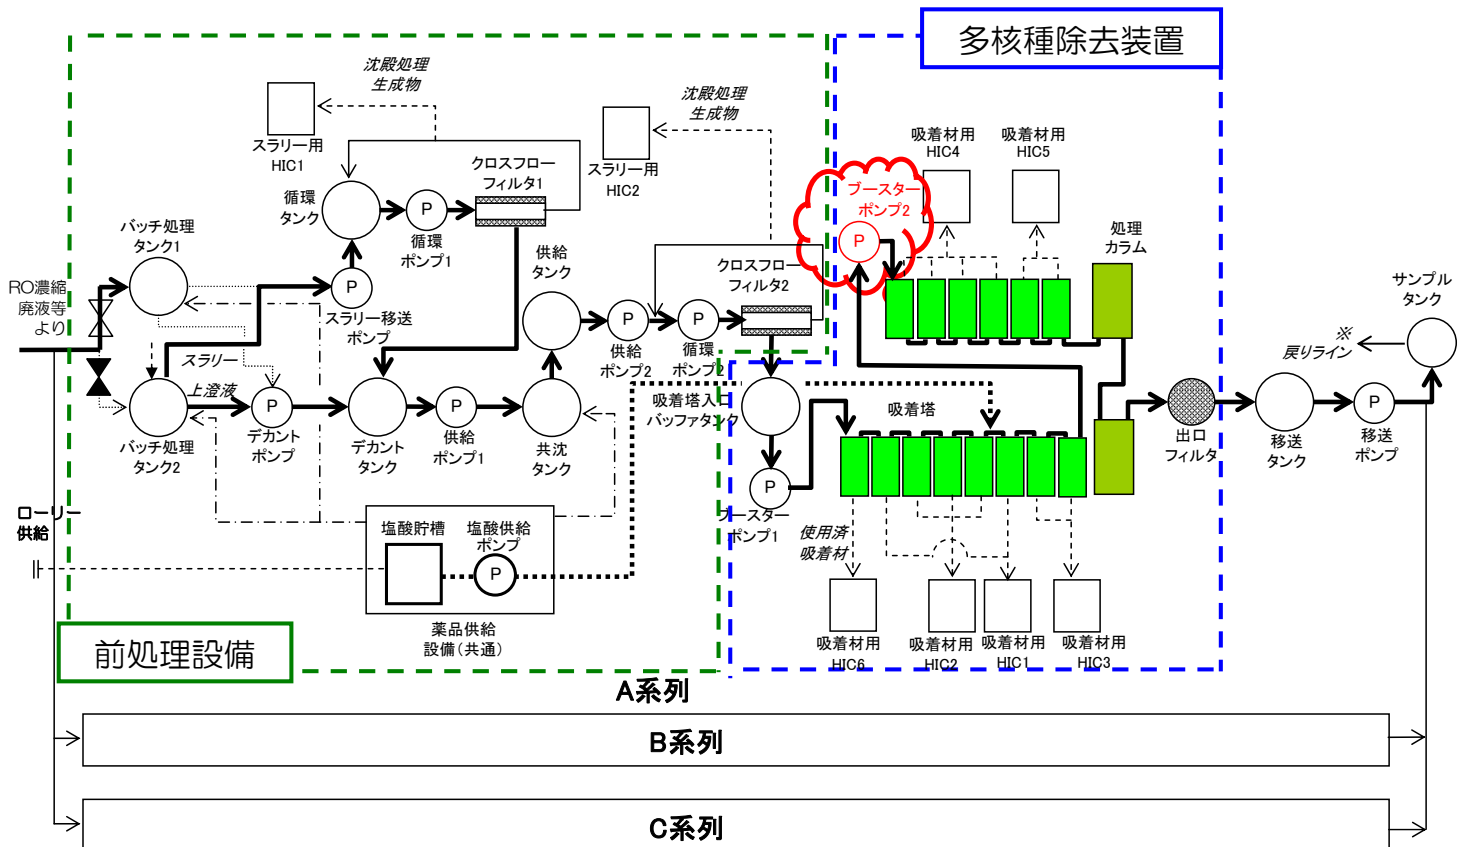 多核種除去装置
沈殿処理
生成物
スラリー用
HIC1
クロスフロー
フィルタ1
循環
タンク
P
循環
ポンプ1
沈殿処理
生成物
スラリー用
HIC2
吸着材用
HIC4
吸着材用
HIC5
ブースター
ポンプ2
P
処理
カラム
バッチ処理
タンク1
RO濃縮
廃液等
より
P
スラリー移送
ポンプ
供給
タンク
P
供給
ポンプ2
P
循環
ポンプ2
クロスフロー
フィルタ2
サンプル
タンク
※
戻りライン
スラリー
上澄液
バッチ処理
タンク2
P
デカント
ポンプ
デカント
タンク
P
供給
ポンプ1
共沈
タンク
吸着塔入口
バッファタンク
吸着塔
P
ブースター
ポンプ1
出口
フィルタ
移送
タンク
P
移送
ポンプ
ローリー
供給
塩酸貯槽
塩酸供給
ポンプ
P
薬品供給
設備(共通)
使用済
吸着材
吸着材用
HIC6
吸着材用
HIC2
吸着材用
HIC1
吸着材用
HIC3
前処理設備
A系列
B系列
C系列